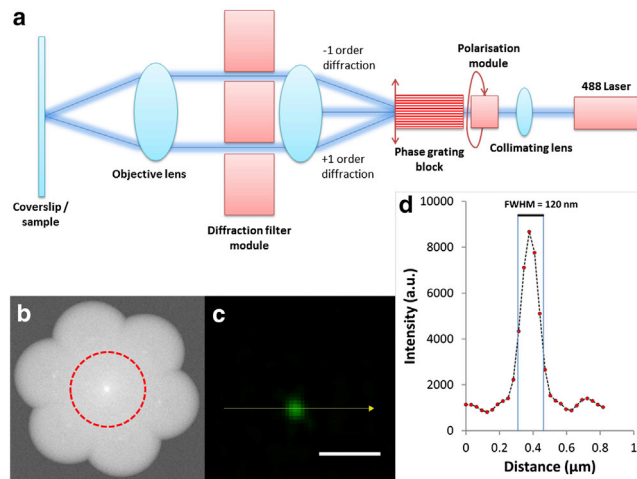 a
-1 order
diffraction
Polarisation
module
488 Laser
Objective lens
+1 order
diffraction
Phase grating
block
Collimating lens
Coverslip /
sample
Diffraction filter
module
b
c
d
FWHM = 120 nm
10000
8000
6000
4000
2000
0
Intensity (a.u.)
0
0.2
0.4
0.6
0.8
1
Distance (µm)